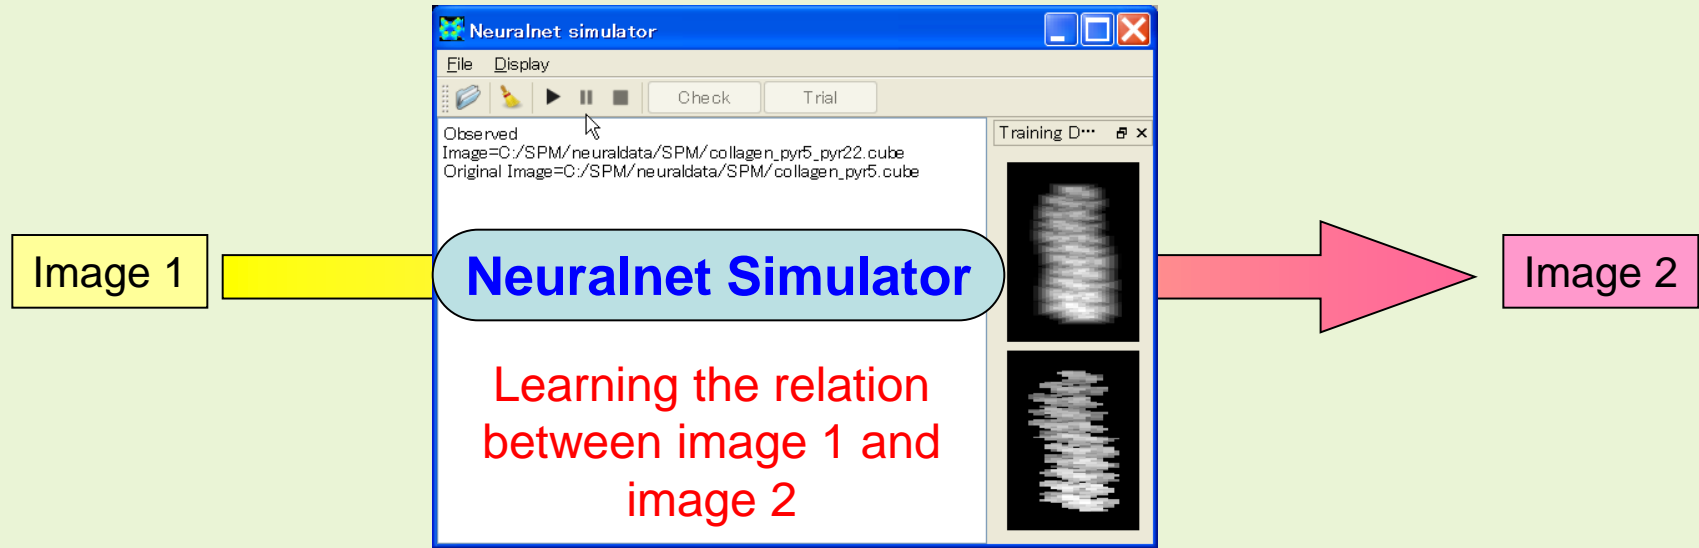 Neuralnet simulator
File Display
Check Trial
Observed
Image=C:/SPM/neuraldata/SPM/collagen_pyr5_pyr22.cube
Original Image=C:/SPM/neuraldata/SPM/collagen_pyr5.cube
Training D…
Image 1
Neuralnet Simulator
Image 2
Learning the relation
between image 1 and
image 2